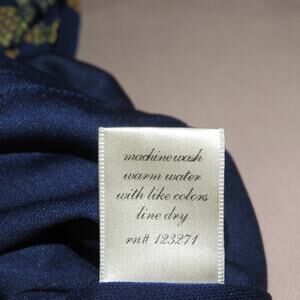 machine wash
warm water
with like colors
line dry
rn# 123271